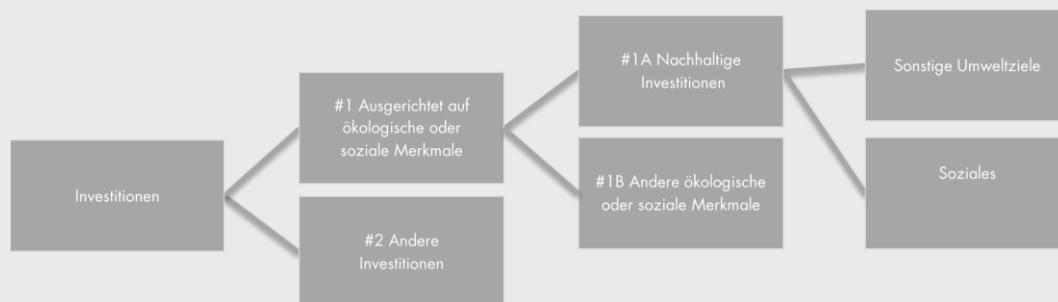 Investitionen
#1 Ausgerichtet auf
ökologische oder
soziale Merkmale
#2 Andere
Investitionen
#1A Nachhaltige
Investitionen
#1B Andere ökologische
oder soziale Merkmale
Sonstige Umweltziele
Soziales